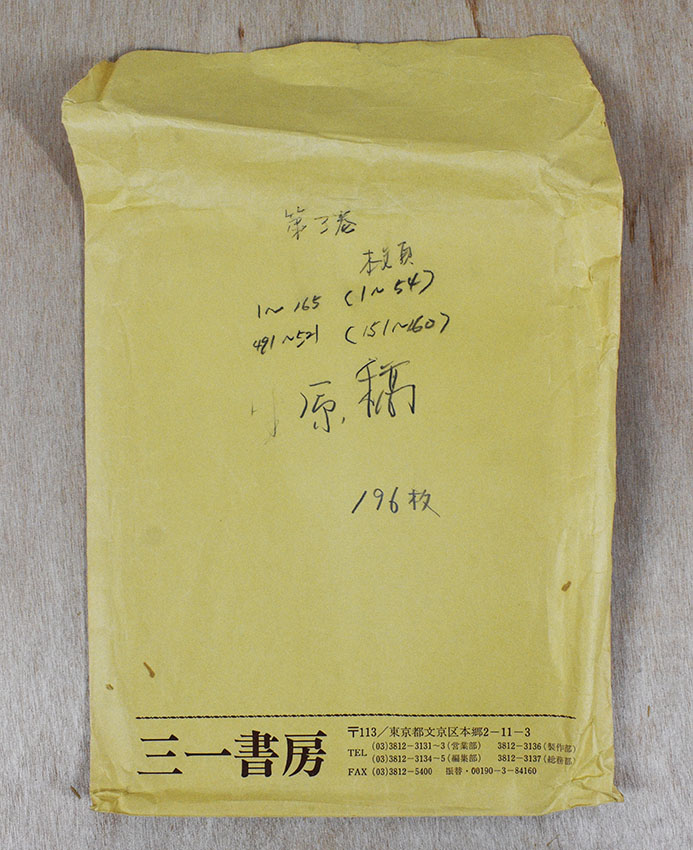 第3巻
本文頁
1〜165 (1〜54)
491〜521 (151〜160)
原稿
196枚
三一書房
〒113／東京都文京区本郷2−11−3
TEL (03)3812−3131〜3(営業部) 3812−3136(製作部)
(03)3812−3134〜5(編集部) 3812−3137(総務部)
FAX (03)3812−5400 振替・00190−3−84160